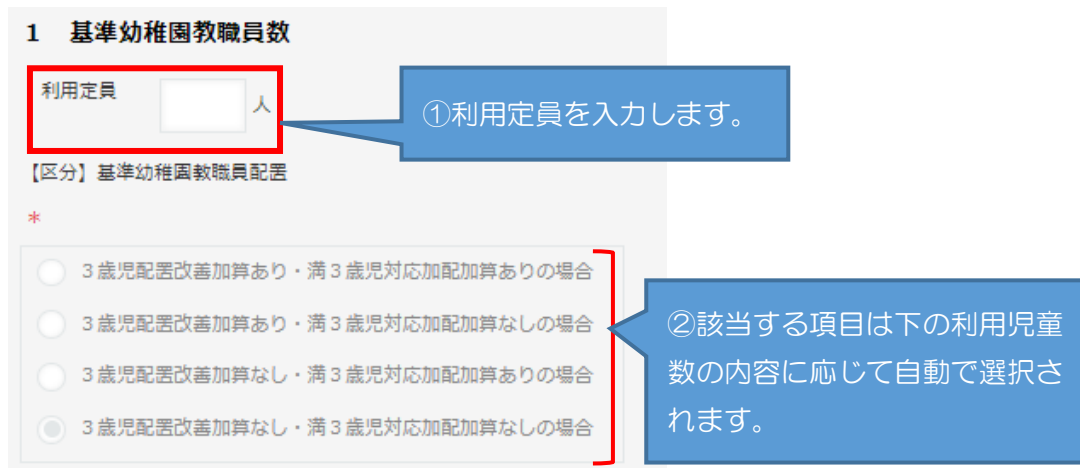 1 基準幼稚園教職員数
利用定員
人
①利用定員を入力します。
【区分】基準幼稚園教職員配置
*
３歳児配置改善加算あり・満３歳児対応加配加算ありの場合
３歳児配置改善加算あり・満３歳児対応加配加算なしの場合
３歳児配置改善加算なし・満３歳児対応加配加算ありの場合
３歳児配置改善加算なし・満３歳児対応加配加算なしの場合
②該当する項目は下の利用児童
数の内容に応じて自動で選択さ
れます。